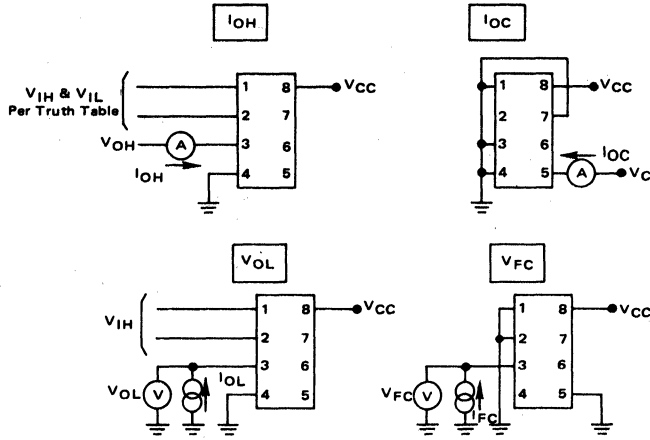 IOH
VIH & VIL
Per Truth Table
VOH
A
IOH
1 8
2 7
3 6
4 5
VCC
IOC
1 8
2 7
3 6
4 5
VCC
IOC
A
VC
VOL
VIH
VOL
V
IOL
1 8
2 7
3 6
4 5
VCC
VFC
VFC
V
IFC
1 8
2 7
3 6
4 5
VCC